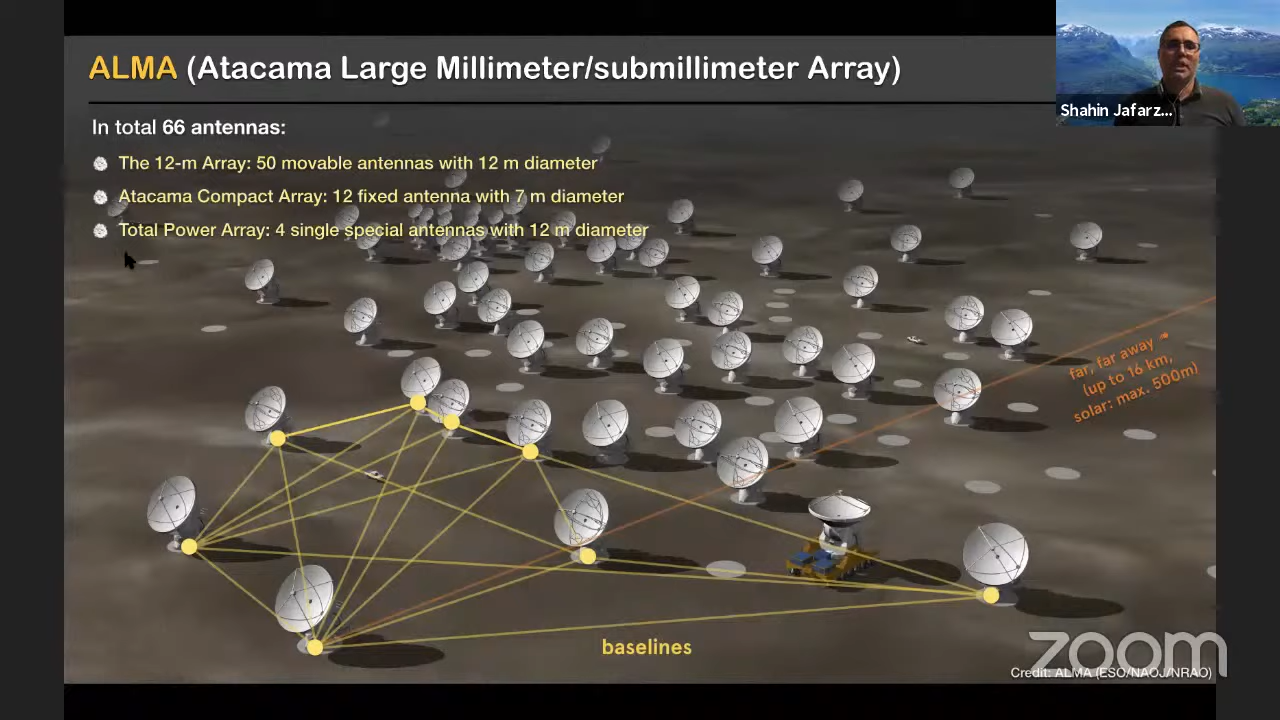 ALMA (Atacama Large Millimeter/submillimeter Array)
Shahin Jafarz...
In total 66 antennas:
The 12-m Array: 50 movable antennas with 12 m diameter
Atacama Compact Array: 12 fixed antenna with 7 m diameter
Total Power Array: 4 single special antennas with 12 m diameter
far, far away
(up to 16 km,
solar: max. 500m)
baselines
zoom
Credit: ALMA (ESO/NAOJ/NRAO)